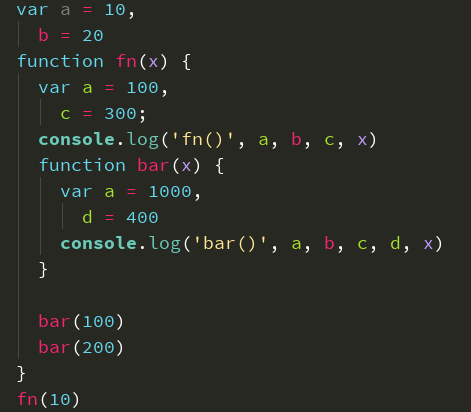 var a = 10,
    b = 20
function fn(x) {
  var a = 100,
    c = 300;
  console.log('fn()', a, b, c, x)
  function bar(x) {
    var a = 1000,
      d = 400
    console.log('bar()', a, b, c, d, x)
  }

  bar(100)
  bar(200)
}
fn(10)